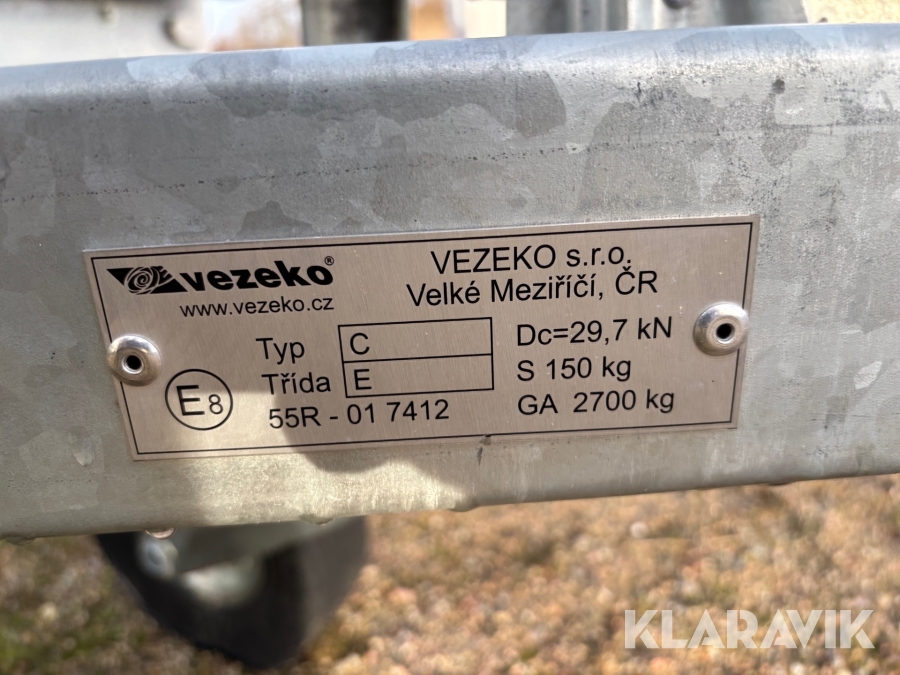 vezeko®
www.vezeko.cz
VEZEKO s.r.o.
Velké Meziříčí, ČR
Typ C
Třída E
E8
55R - 01 7412
Dc=29,7 kN
S 150 kg
GA 2700 kg
KLARAVIK